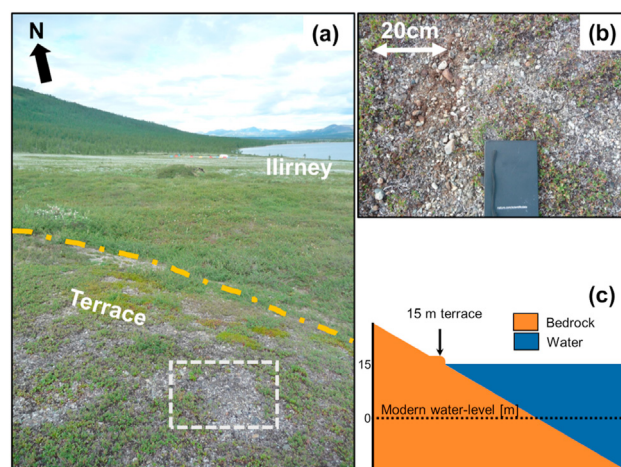 N
(a)
Ilirney
Terrace
20cm
(b)
(c)
15 m terrace
Bedrock
Water
15
Modern water-level [m]
0